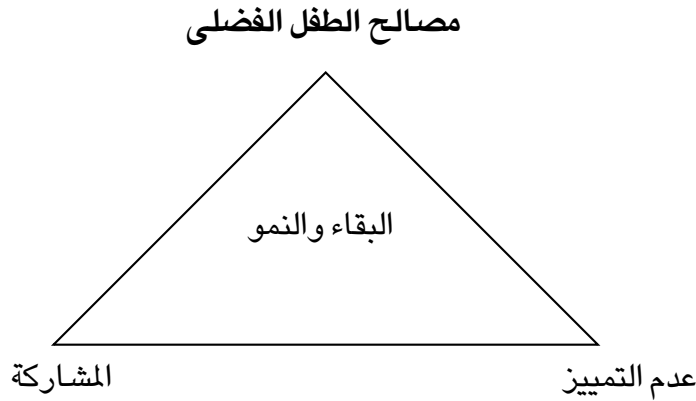 مصالح الطفل الفضلى
البقاء والنمو
عدم التمييز
المشاركة